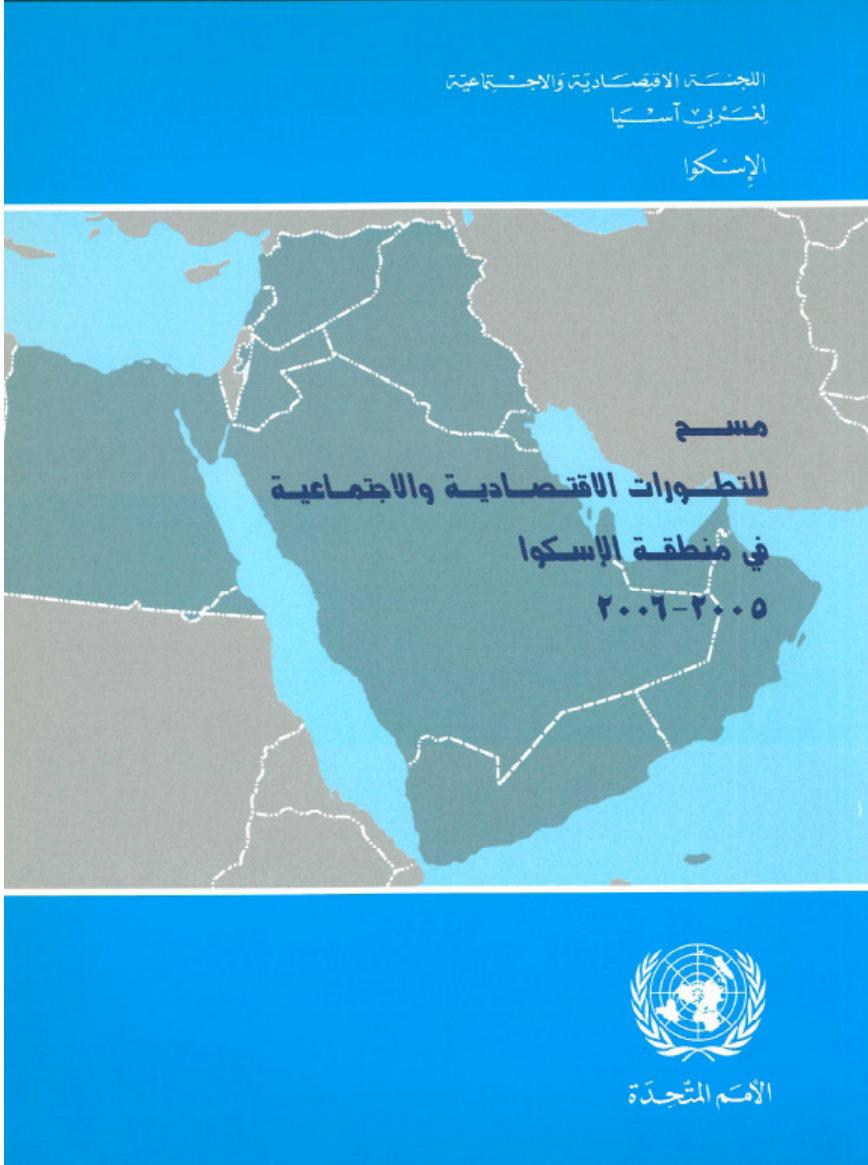 اللجنة الاقتصادية والاجتماعية
لغربي آسيا
الإسكوا
مسح
للتطورات الاقتصادية والاجتماعية
في منطقة الإسكوا
٢٠٠٥-٢٠٠٦
الأمم المتحدة